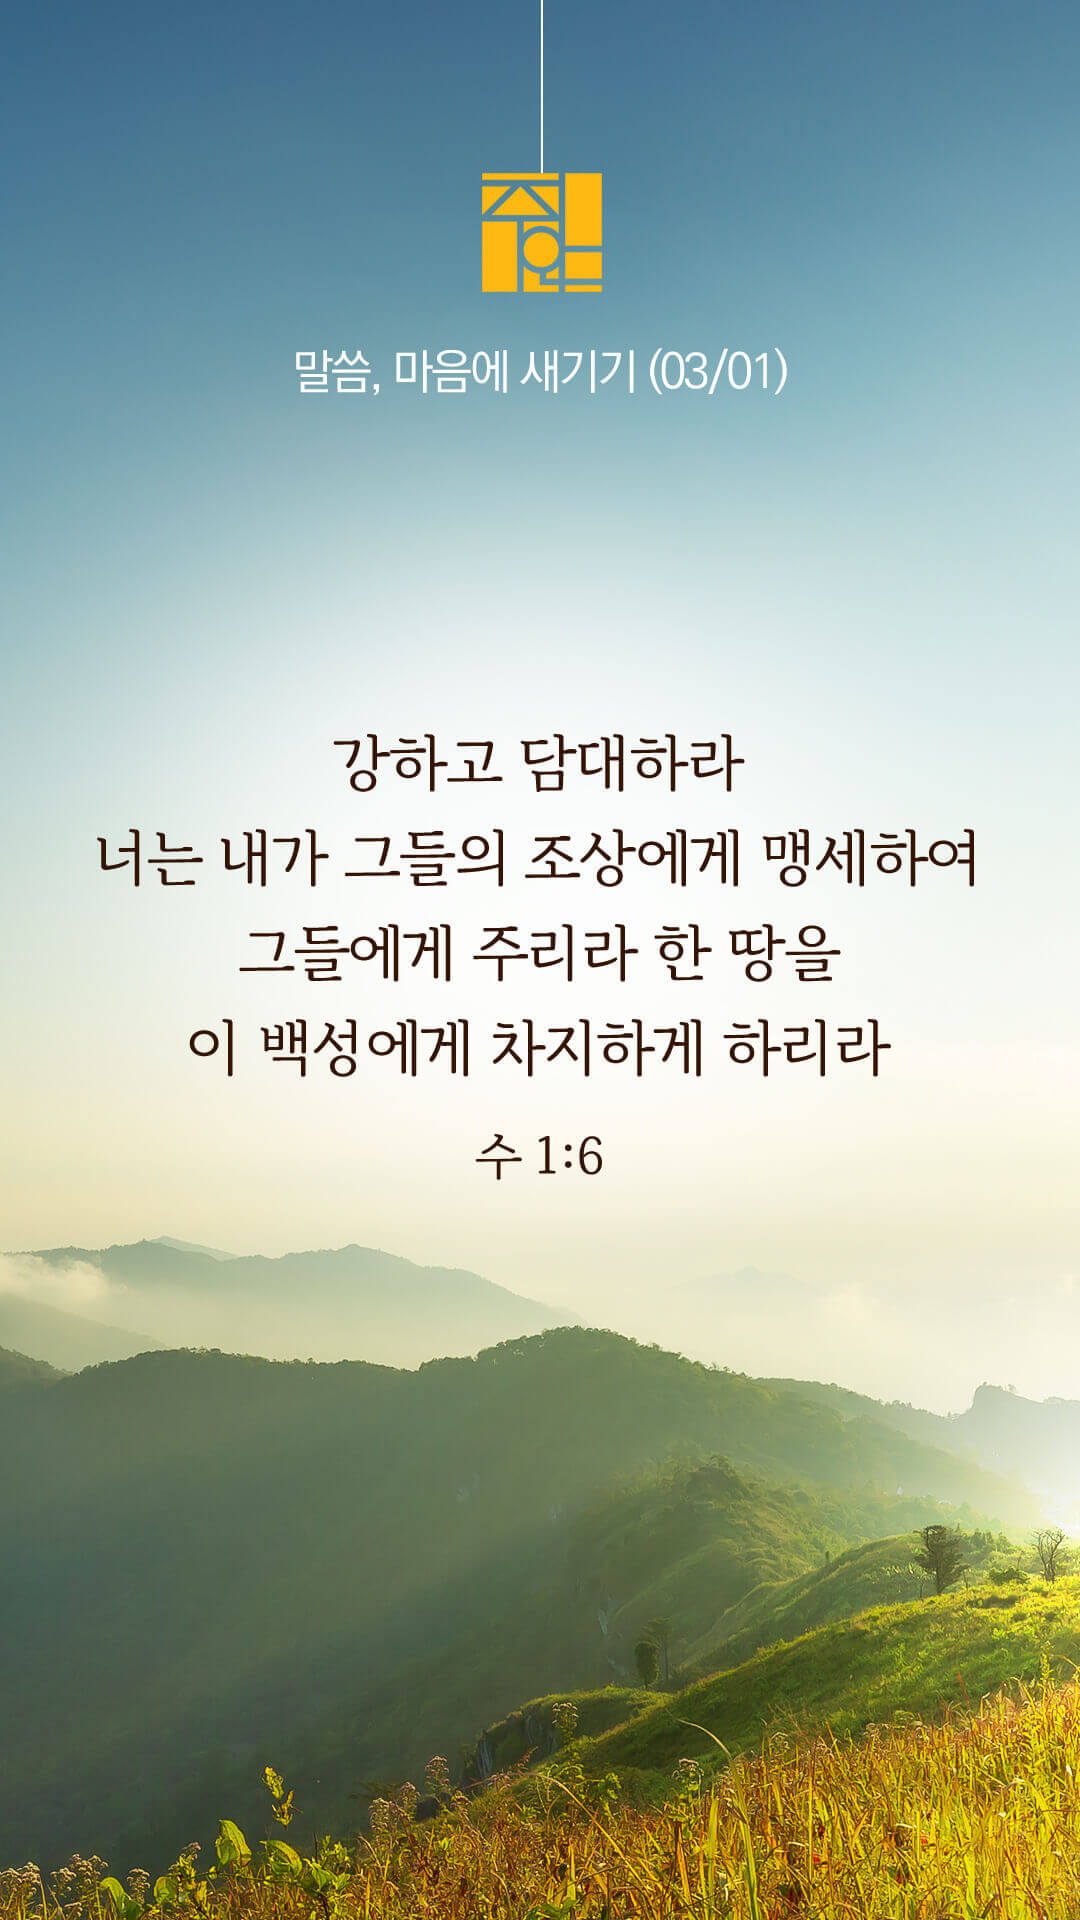 말씀, 마음에 새기기 (03/01)
강하고 담대하라
너는 내가 그들의 조상에게 맹세하여
그들에게 주리라 한 땅을
이 백성에게 차지하게 하리라
수 1:6